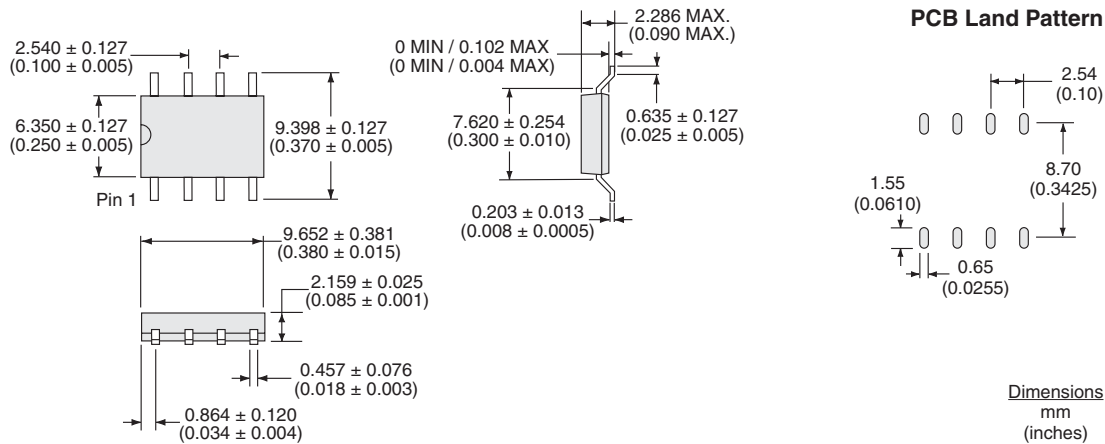 2.540 ± 0.127
(0.100 ± 0.005)
6.350 ± 0.127
(0.250 ± 0.005)
9.398 ± 0.127
(0.370 ± 0.005)
Pin 1
9.652 ± 0.381
(0.380 ± 0.015)
2.159 ± 0.025
(0.085 ± 0.001)
0.457 ± 0.076
(0.018 ± 0.003)
0.864 ± 0.120
(0.034 ± 0.004)
2.286 MAX.
(0.090 MAX.)
0 MIN / 0.102 MAX
(0 MIN / 0.004 MAX)
7.620 ± 0.254
(0.300 ± 0.010)
0.635 ± 0.127
(0.025 ± 0.005)
0.203 ± 0.013
(0.008 ± 0.0005)
PCB Land Pattern
2.54
(0.10)
8.70
(0.3425)
1.55
(0.0610)
0.65
(0.0255)
Dimensions
mm
(inches)